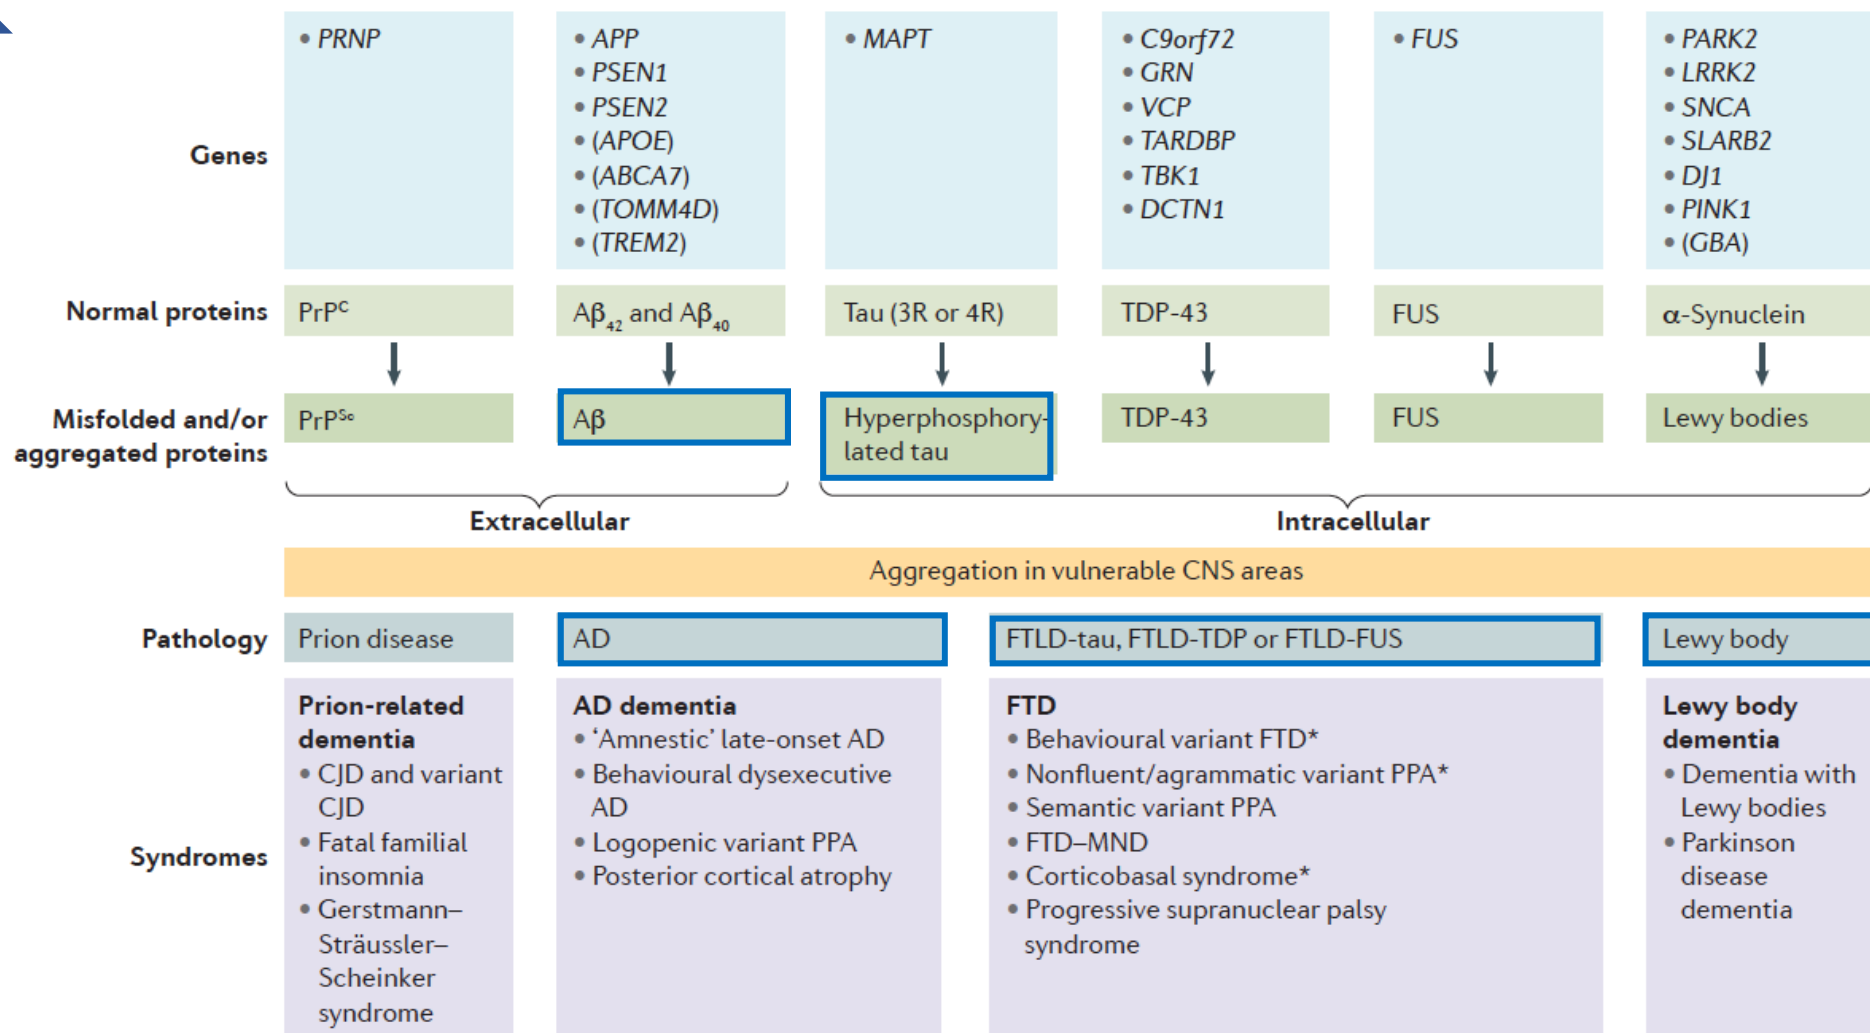 Genes
• PRNP
• APP
• PSEN1
• PSEN2
• (APOE)
• (ABCA7)
• (TOMM4D)
• (TREM2)
• MAPT
• C9orf72
• GRN
• VCP
• TARDBP
• TBK1
• DCTN1
• FUS
• PARK2
• LRRK2
• SNCA
• SLARB2
• DJ1
• PINK1
• (GBA)
Normal proteins
PrPᶜ
Aβ₄₂ and Aβ₄₀
Tau (3R or 4R)
TDP-43
FUS
α-Synuclein
Misfolded and/or
aggregated proteins
PrPˢᶜ
Aβ
Hyperphosphory-
lated tau
TDP-43
FUS
Lewy bodies
Extracellular
Intracellular
Aggregation in vulnerable CNS areas
Pathology
Prion disease
AD
FTLD-tau, FTLD-TDP or FTLD-FUS
Lewy body
Syndromes
Prion-related
dementia
• CJD and variant
CJD
• Fatal familial
insomnia
• Gerstmann–
Sträussler–
Scheinker
syndrome
AD dementia
• ‘Amnestic’ late-onset AD
• Behavioural dysexecutive
AD
• Logopenic variant PPA
• Posterior cortical atrophy
FTD
• Behavioural variant FTD*
• Nonfluent/agrammatic variant PPA*
• Semantic variant PPA
• FTD–MND
• Corticobasal syndrome*
• Progressive supranuclear palsy
syndrome
Lewy body
dementia
• Dementia with
Lewy bodies
• Parkinson
disease
dementia